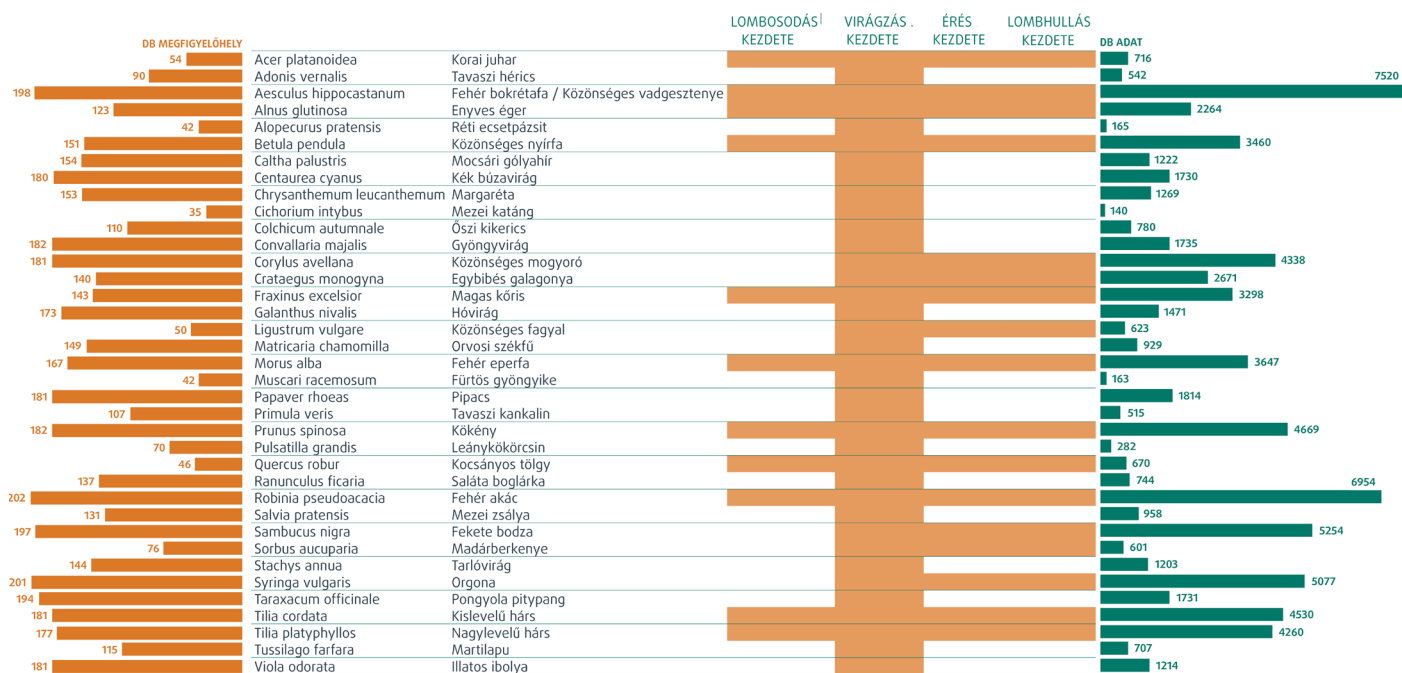 LOMBOSODÁS VIRÁGZÁS . ÉRÉS LOMBHULLÁS
KEZDETE KEZDETE KEZDETE KEZDETE
DB MEGFIGYELŐHELY DB ADAT
54 Acer platanoidea Korai juhar 716
90 Adonis vernalis Tavaszi hérics 542
198 Aesculus hippocastanum Fehér bokrétafa / Közönséges vadgesztenye 7520
123 Alnus glutinosa Enyves éger 2264
42 Alopecurus pratensis Réti ecsetpázsit 165
151 Betula pendula Közönséges nyírfa 3460
154 Caltha palustris Mocsári gólyahír 1222
180 Centaurea cyanus Kék búzavirág 1730
153 Chrysanthemum leucanthemum Margaréta 1269
35 Cichorium intybus Mezei katáng 140
110 Colchicum autumnale Őszi kikerics 780
182 Convallaria majalis Gyöngyvirág 1735
181 Corylus avellana Közönséges mogyoró 4338
140 Crataegus monogyna Egybibés galagonya 2671
143 Fraxinus excelsior Magas kőris 3298
173 Galanthus nivalis Hóvirág 1471
50 Ligustrum vulgare Közönséges fagyal 623
149 Matricaria chamomilla Orvosi székfű 929
167 Morus alba Fehér eperfa 3647
42 Muscari racemosum Fürtös gyöngyike 163
181 Papaver rhoeas Pipacs 1814
107 Primula veris Tavaszi kankalin 515
182 Prunus spinosa Kökény 4669
70 Pulsatilla grandis Leánykökörcsin 282
46 Quercus robur Kocsányos tölgy 670
137 Ranunculus ficaria Saláta boglárka 744
202 Robinia pseudoacacia Fehér akác 6954
131 Salvia pratensis Mezei zsálya 958
197 Sambucus nigra Fekete bodza 5254
76 Sorbus aucuparia Madárberkenye 601
144 Stachys annua Tarlóvirág 1203
201 Syringa vulgaris Orgona 5077
194 Taraxacum officinale Pongyola pitypang 1731
181 Tilia cordata Kislevelű hárs 4530
177 Tilia platyphyllos Nagylevelű hárs 4260
115 Tussilago farfara Martilapu 707
181 Viola odorata Illatos ibolya 1214